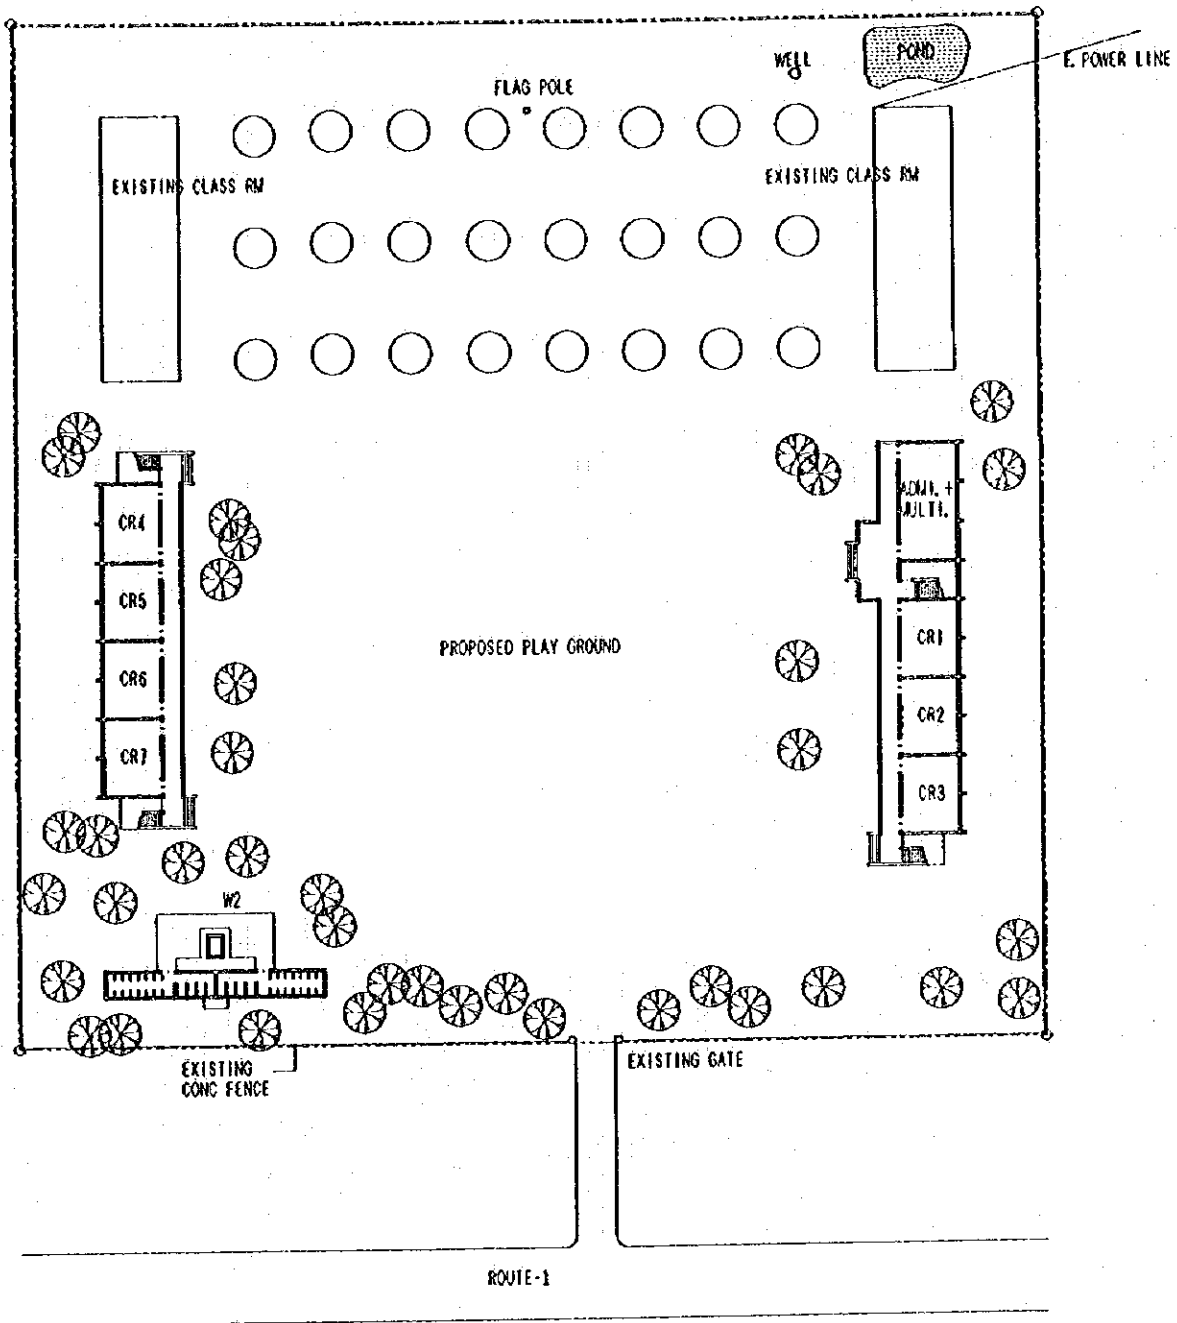 WELL
POND
E. POWER LINE
FLAG POLE
EXISTING CLASS RM
EXISTING CLASS RM
ADMI. +
MULTI.
CR4
CR5
CR1
PROPOSED PLAY GROUND
CR6
CR2
CR7
CR3
W2
EXISTING
CONC FENCE
EXISTING GATE
ROUTE-1